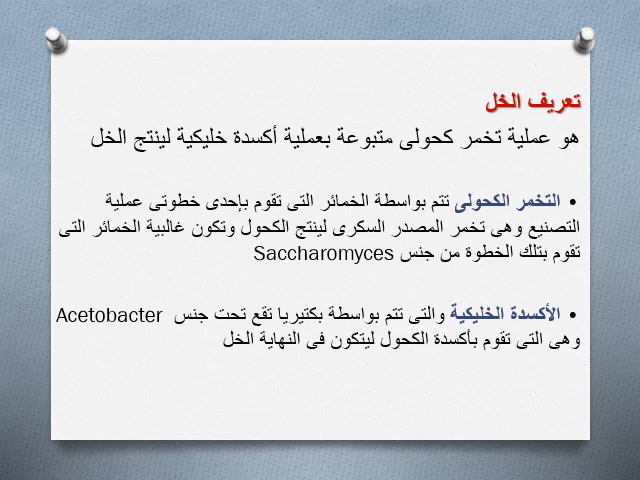 تعريف الخل
هو عملية تخمر كحولى متبوعة بعملية أكسدة خليكية لينتج الخل
• التخمر الكحولى تتم بواسطة الخمائر التى تقوم بإحدى خطوتى عملية
التصنيع وهى تخمر المصدر السكرى لينتج الكحول وتكون غالبية الخمائر التى
تقوم بتلك الخطوة من جنس Saccharomyces
• الأكسدة الخليكية والتى تتم بواسطة بكتيريا تقع تحت جنس Acetobacter
وهى التى تقوم بأكسدة الكحول ليتكون فى النهاية الخل